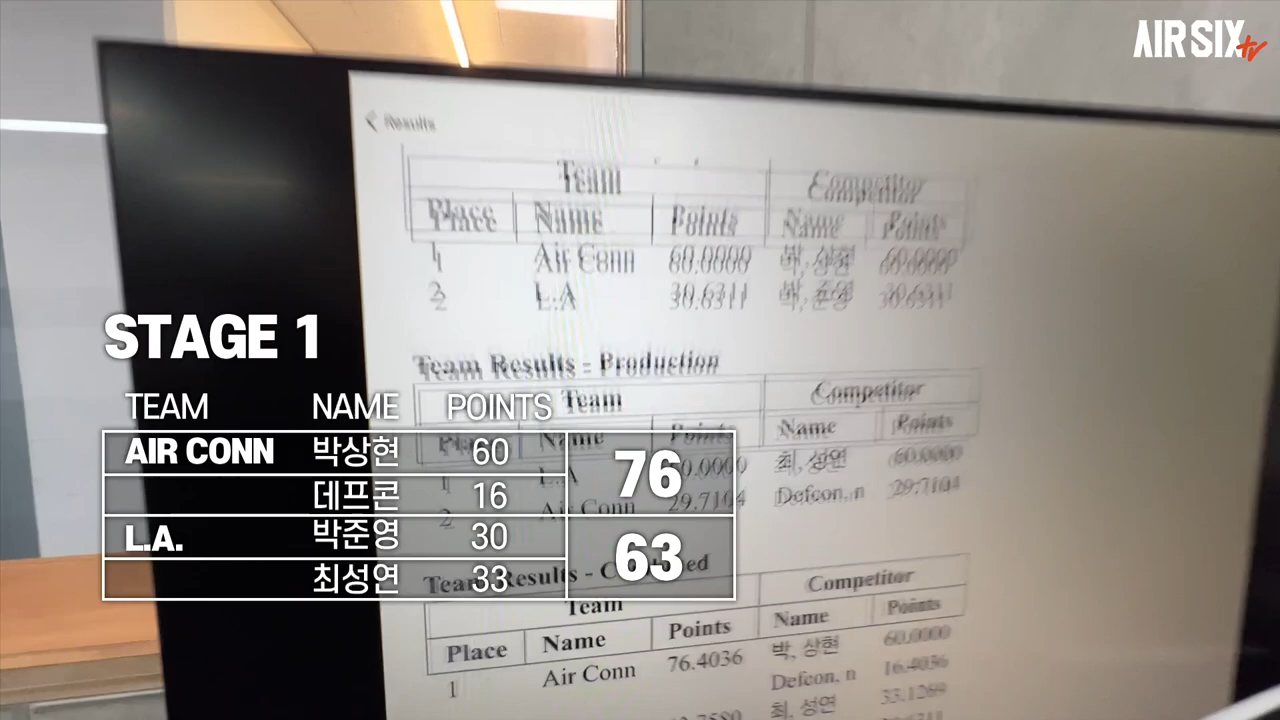 AIR SIX tv
Results
Team Competitor
Place Name Points Name Points
1 Air Conn 60.0000 박, 상현 60.0000
2 L.A 30.6311 박, 준영 30.6311
Team Results - Production
Team Competitor
Name Points Name Points
1 L.A 최, 성연 60.0000
2 Air Conn 29.7104 Defcon, n 29.7104
Team Results -
Team Competitor
Place Name Points Name Points
1 Air Conn 76.4036 박, 상현 60.0000
Defcon, n 16.4036
최, 성연 33.1269
STAGE 1
TEAM NAME POINTS
AIR CONN 박상현 60 76
데프콘 16
L.A. 박준영 30 63
최성연 33